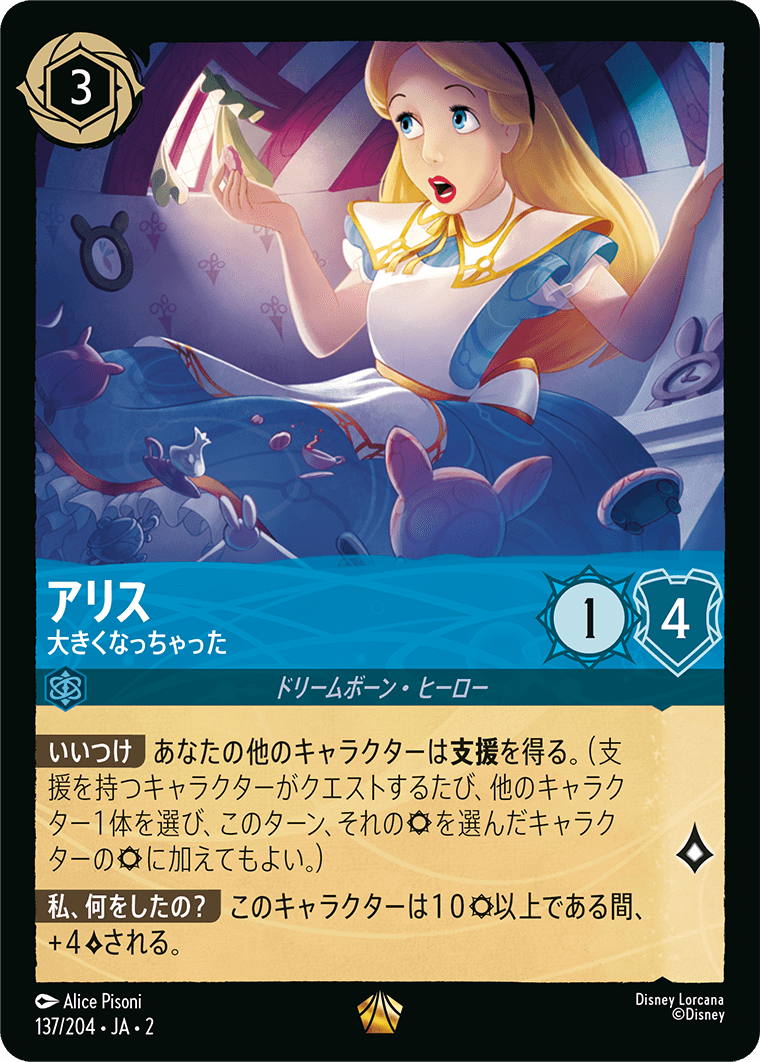 3
アリス
大きくなっちゃった
1
4
ドリームボーン・ヒーロー
いいつけ あなたの他のキャラクターは支援を得る。（支
援を持つキャラクターがクエストするたび、他のキャラク
ター1体を選び、このターン、それの⛭を選んだキャラク
ターの⛭に加えてもよい。）
私、何をしたの？ このキャラクターは10⛭以上である間、
+4⬧される。
Alice Pisoni
137/204・JA・2
Disney Lorcana
©Disney